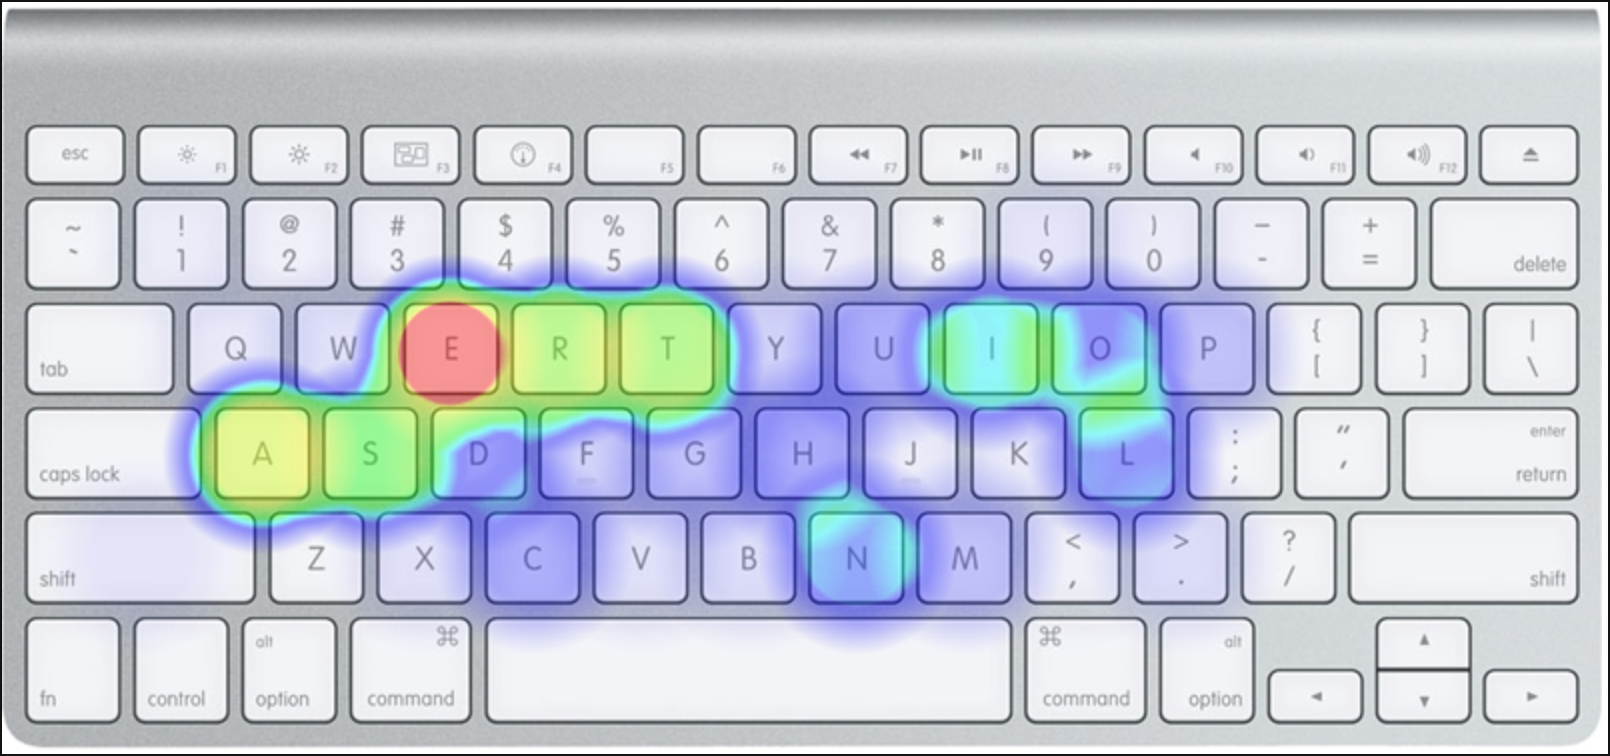 esc F1 F2 F3 F4 F5 F6 F7 F8 F9 F10 F11 F12
~ ! @ # $ % ^ & * ( ) – +
` 1 2 3 4 5 6 7 8 9 0 - = delete
tab Q W E R T Y U I O P { [ } ] | \
caps lock A S D F G H J K L : ; " ' enter return
shift Z X C V B N M < , > . ? / shift
fn control alt option ⌘ command ⌘ command alt option